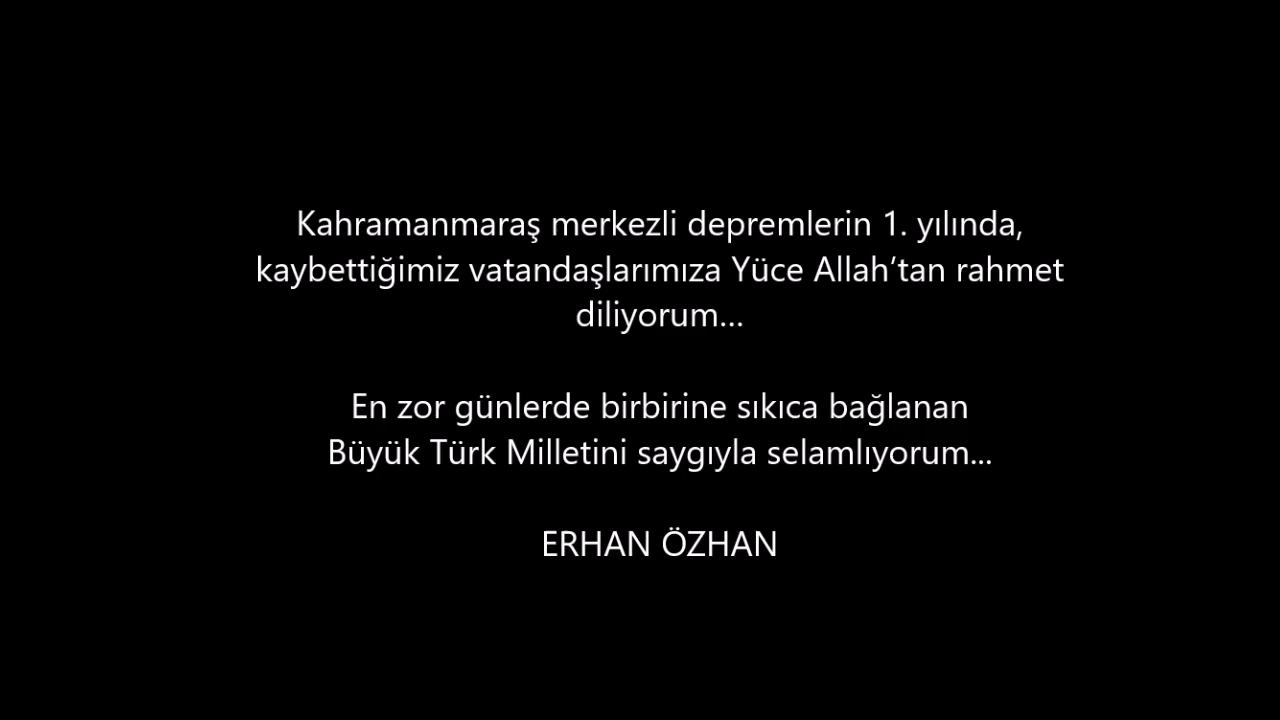 Kahramanmaraş merkezli depremlerin 1. yılında,
kaybettiğimiz vatandaşlarımıza Yüce Allah’tan rahmet
diliyorum...
En zor günlerde birbirine sıkıca bağlanan
Büyük Türk Milletini saygıyla selamlıyorum...
ERHAN ÖZHAN